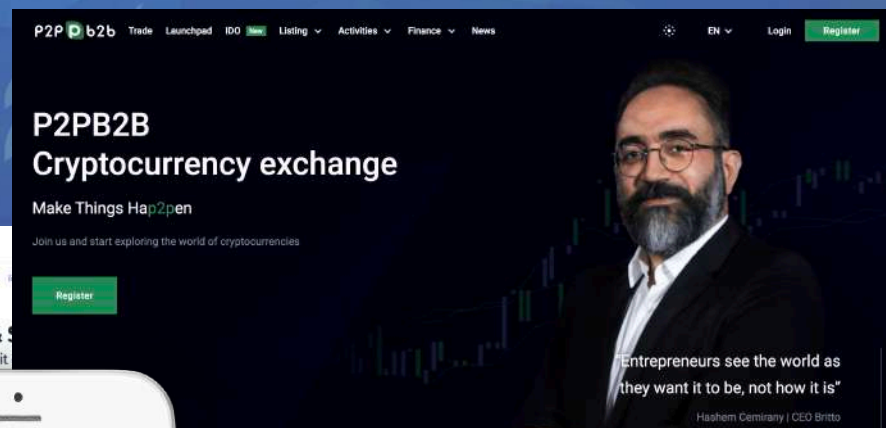 P2P b2b Trade Launchpad IDO New Listing Activities Finance News EN Login Register
P2PB2B
Cryptocurrency exchange
Make Things Hap2pen
Join us and start exploring the world of cryptocurrencies
Register
it
"Entrepreneurs see the world as
they want it to be, not how it is"
Hashem Cemirany | CEO Britto